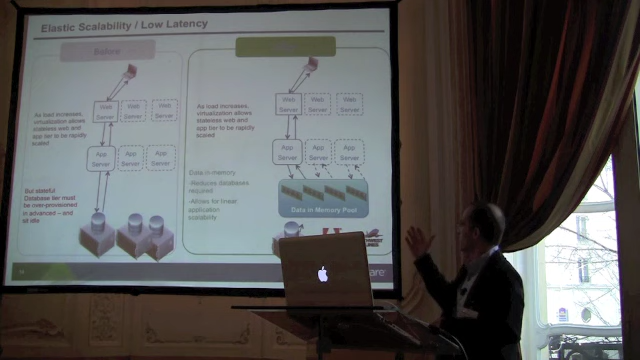 Elastic Scalability / Low Latency
Before
Web Server
Web Server
Web Server
As load increases,
virtualization allows
stateless web and
app tier to be rapidly
scaled
App Server
App Server
App Server
But stateful
Database tier must
be over-provisioned
in advanced – and
sit idle
Web Server
Web Server
Web Server
As load increases,
virtualization allows
stateless web and
app tier to be rapidly
scaled
App Server
App Server
App Server
Data-in-memory
-Reduces databases
required
-Allows for linear
application
scalability
Data in Memory Pool